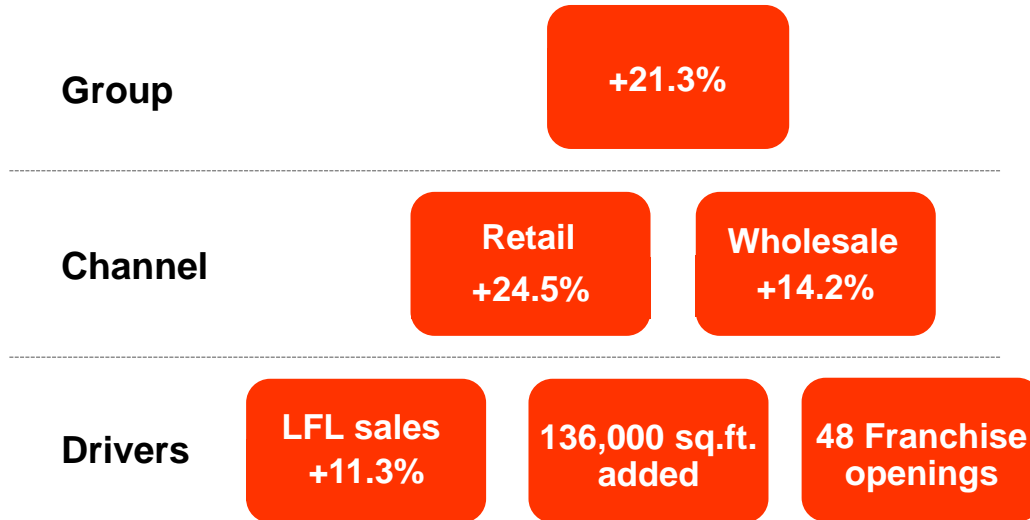 Group
+21.3%
Channel
Retail
+24.5%
Wholesale
+14.2%
Drivers
LFL sales
+11.3%
136,000 sq.ft.
added
48 Franchise
openings